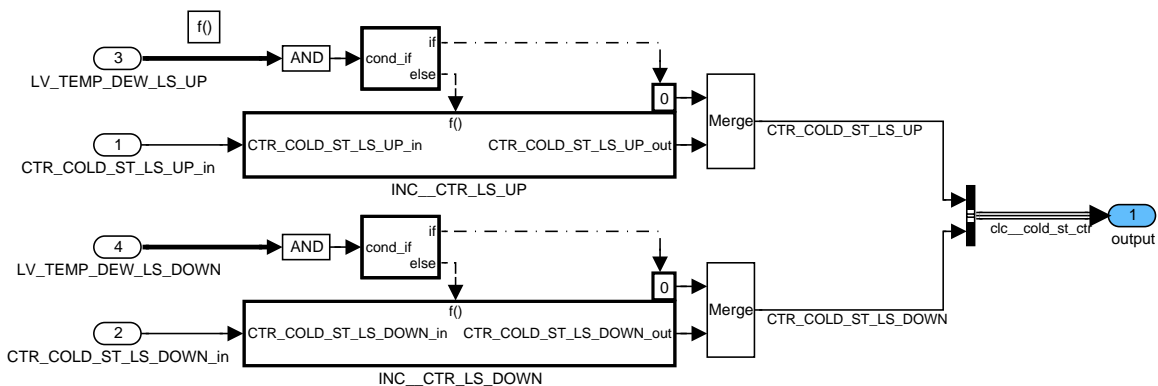 f()
3
LV_TEMP_DEW_LS_UP
AND
cond_if
if
else
0
1
CTR_COLD_ST_LS_UP_in
f()
CTR_COLD_ST_LS_UP_in
CTR_COLD_ST_LS_UP_out
INC__CTR_LS_UP
Merge
CTR_COLD_ST_LS_UP
4
LV_TEMP_DEW_LS_DOWN
AND
cond_if
if
else
0
2
CTR_COLD_ST_LS_DOWN_in
f()
CTR_COLD_ST_LS_DOWN_in
CTR_COLD_ST_LS_DOWN_out
INC__CTR_LS_DOWN
Merge
CTR_COLD_ST_LS_DOWN
clc__cold_st_ctr
1
output